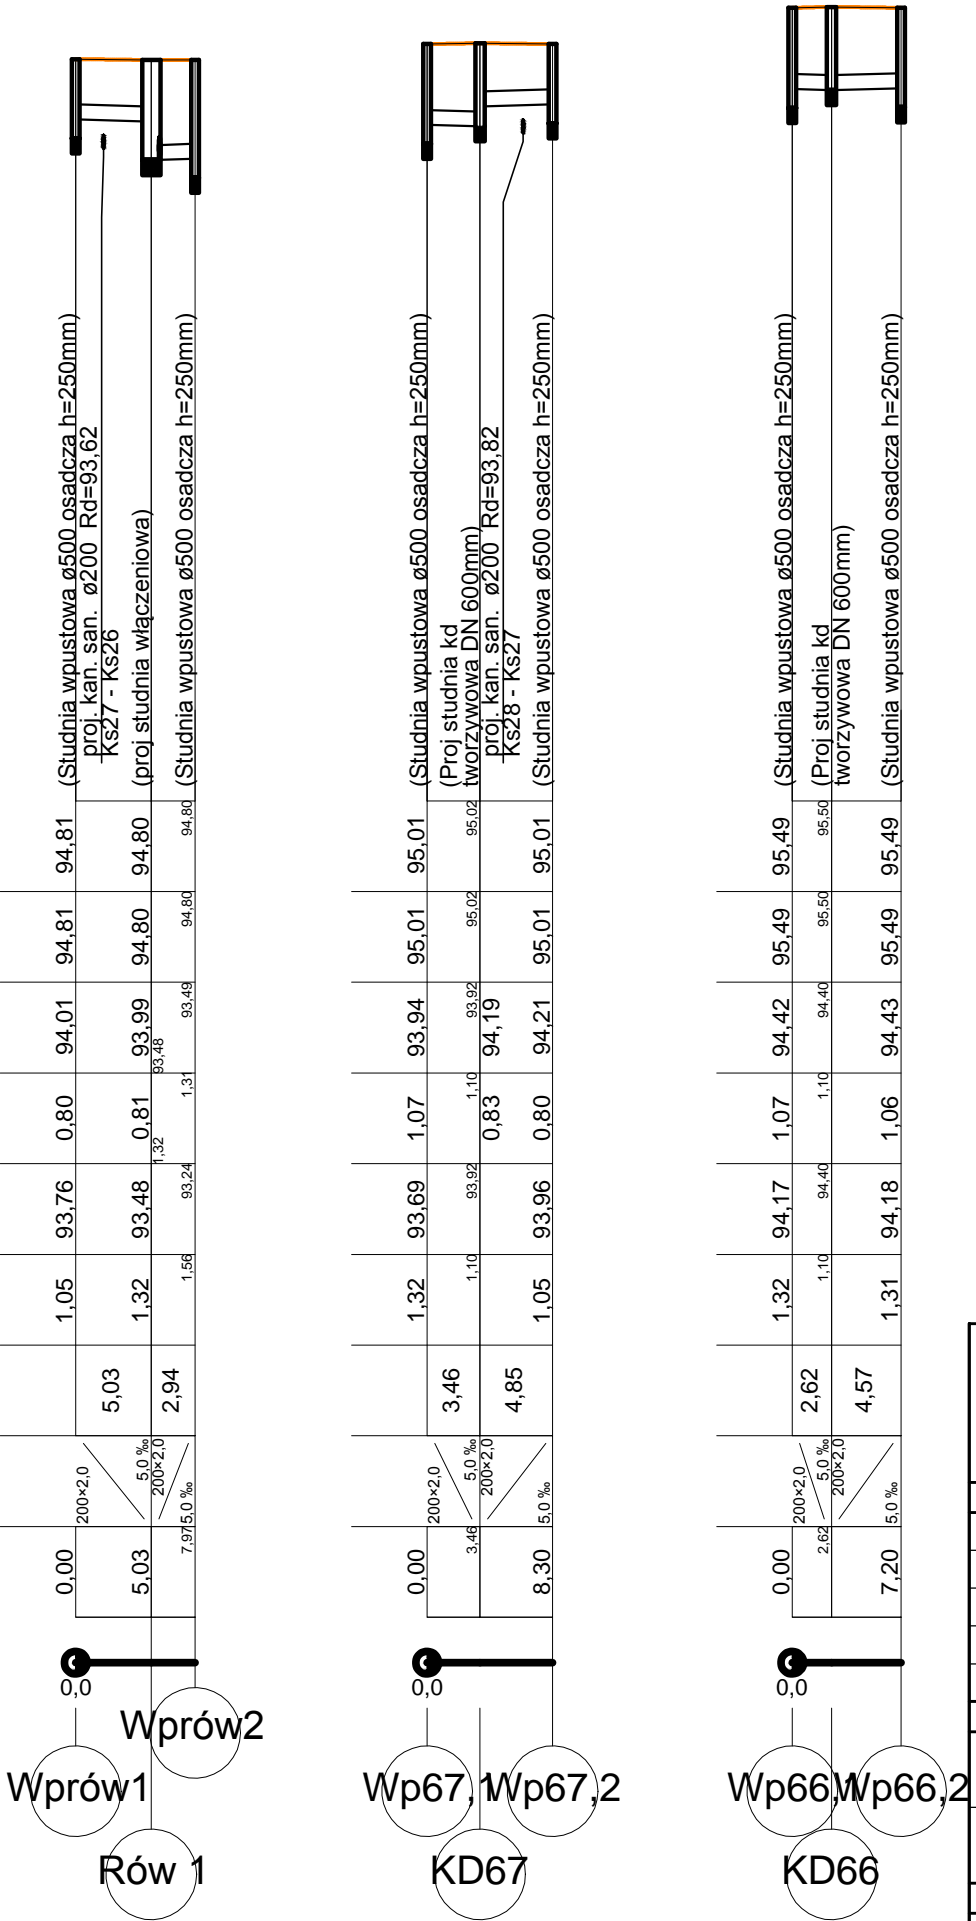 (Studnia wpustowa ø500 osadcza h=250mm)
proj. kan. san. ø200 Rd=93,62
Ks27 - Ks26
(proj studnia włączeniowa)
(Studnia wpustowa ø500 osadcza h=250mm)
(Studnia wpustowa ø500 osadcza h=250mm)
(Proj studnia kd
tworzywowa DN 600mm)
proj. kan. san. ø200 Rd=93,82
Ks28 - Ks27
(Studnia wpustowa ø500 osadcza h=250mm)
(Studnia wpustowa ø500 osadcza h=250mm)
(Proj studnia kd
tworzywowa DN 600mm)
(Studnia wpustowa ø500 osadcza h=250mm)
94,81 94,80 94,80 95,01 95,02 95,01 95,49 95,50 95,49
94,81 94,80 94,80 95,01 95,02 95,01 95,49 95,50 95,49
94,01 93,99 93,48 93,49 93,94 93,92 94,19 94,21 94,42 94,40 94,43
0,80 0,81 1,32 1,31 1,07 1,10 0,83 0,80 1,07 1,10 1,06
93,76 93,48 93,24 93,69 93,92 93,96 94,17 94,40 94,18
1,05 1,32 1,56 1,32 1,10 1,05 1,32 1,10 1,31
5,03 2,94 3,46 4,85 2,62 4,57
200×2,0 5,0 ‰ 200×2,0 5,0 ‰ 200×2,0 5,0 ‰ 200×2,0 5,0 ‰ 200×2,0 5,0 ‰ 200×2,0 5,0 ‰
0,00 5,03 7,97 0,00 3,46 8,30 0,00 2,62 7,20
0,0 0,0 0,0
Wprów2
Wprów1 Wp67,1 Wp67,2 Wp66,1 Wp66,2
Rów 1 KD67 KD66